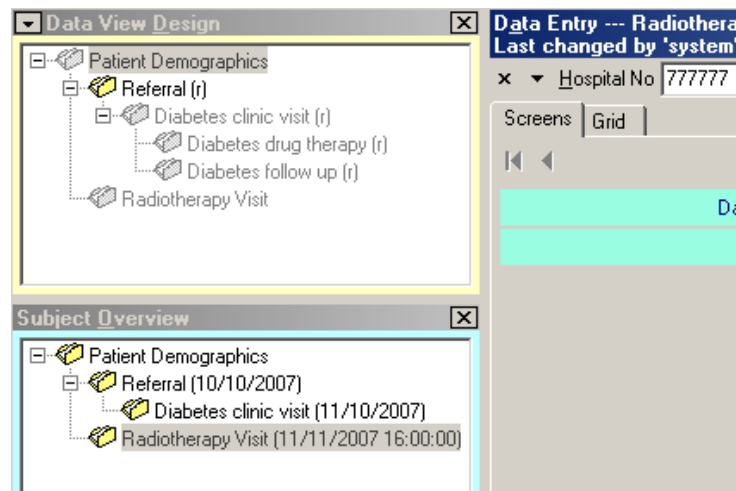 Data View Design
Patient Demographics
Referral (r)
Diabetes clinic visit (r)
Diabetes drug therapy (r)
Diabetes follow up (r)
Radiotherapy Visit
Subject Overview
Patient Demographics
Referral (10/10/2007)
Diabetes clinic visit (11/10/2007)
Radiotherapy Visit (11/11/2007 16:00:00)
Data Entry --- Radiothera
Last changed by 'system'
Hospital No 777777
Screens Grid
Da